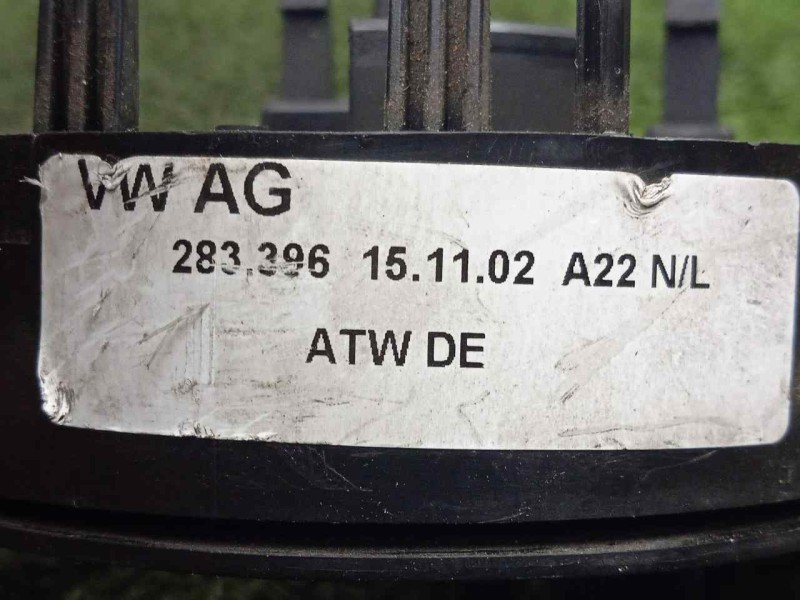 VW AG
283.396 15.11.02 A22 N/L
ATW DE